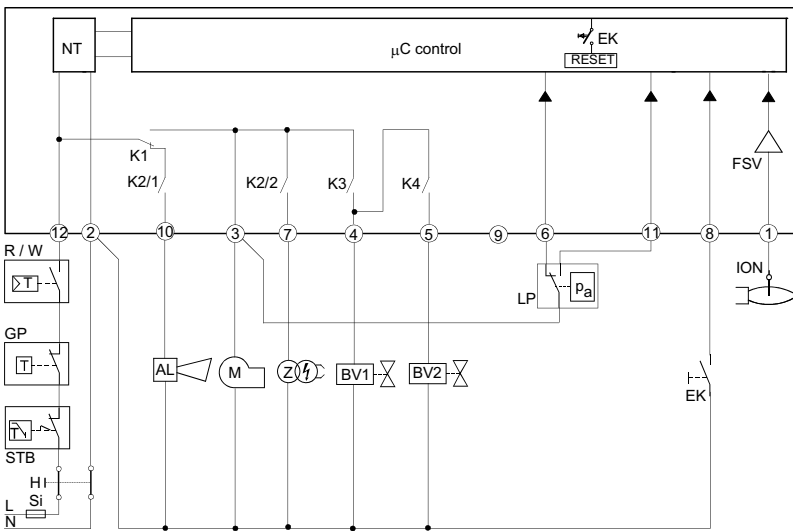 NT
µC control
EK
RESET
K1
K2/1
K2/2
K3
K4
FSV
12
2
10
3
7
4
5
9
6
11
8
1
R / W
T
LP
pa
ION
GP
T
AL
M
Z
BV1
BV2
EK
T
STB
H
Si
L
N